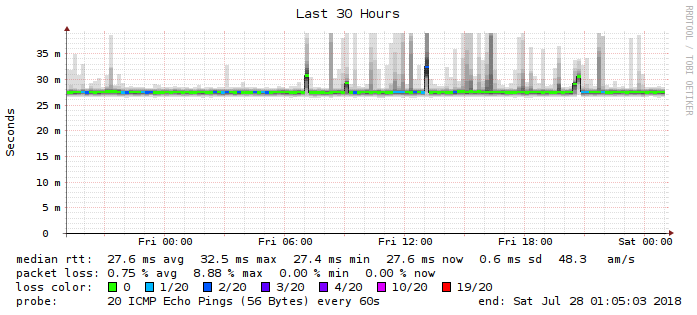 Last 30 Hours
RRDTOOL / TOBI OETIKER
Seconds
35 m
30 m
25 m
20 m
15 m
10 m
5 m
0
Fri 00:00 Fri 06:00 Fri 12:00 Fri 18:00 Sat 00:00
median rtt: 27.6 ms avg 32.5 ms max 27.4 ms min 27.6 ms now 0.6 ms sd 48.3 am/s
packet loss: 0.75 % avg 8.88 % max 0.00 % min 0.00 % now
loss color: 0 1/20 2/20 3/20 4/20 10/20 19/20
probe: 20 ICMP Echo Pings (56 Bytes) every 60s end: Sat Jul 28 01:05:03 2018